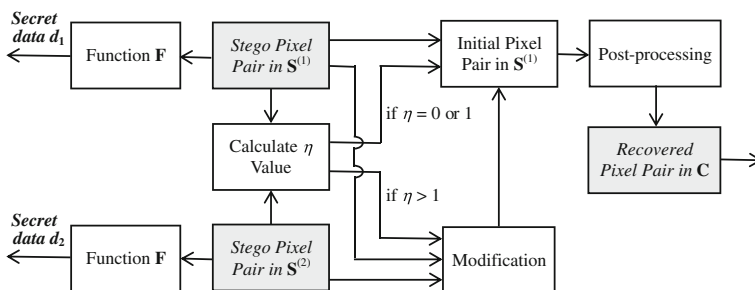 Secret
data d₁
Function F
Stego Pixel
Pair in S⁽¹⁾
Initial Pixel
Pair in S⁽¹⁾
Post-processing
if η = 0 or 1
Calculate η
Value
Recovered
Pixel Pair in C
if η > 1
Secret
data d₂
Function F
Stego Pixel
Pair in S⁽²⁾
Modification